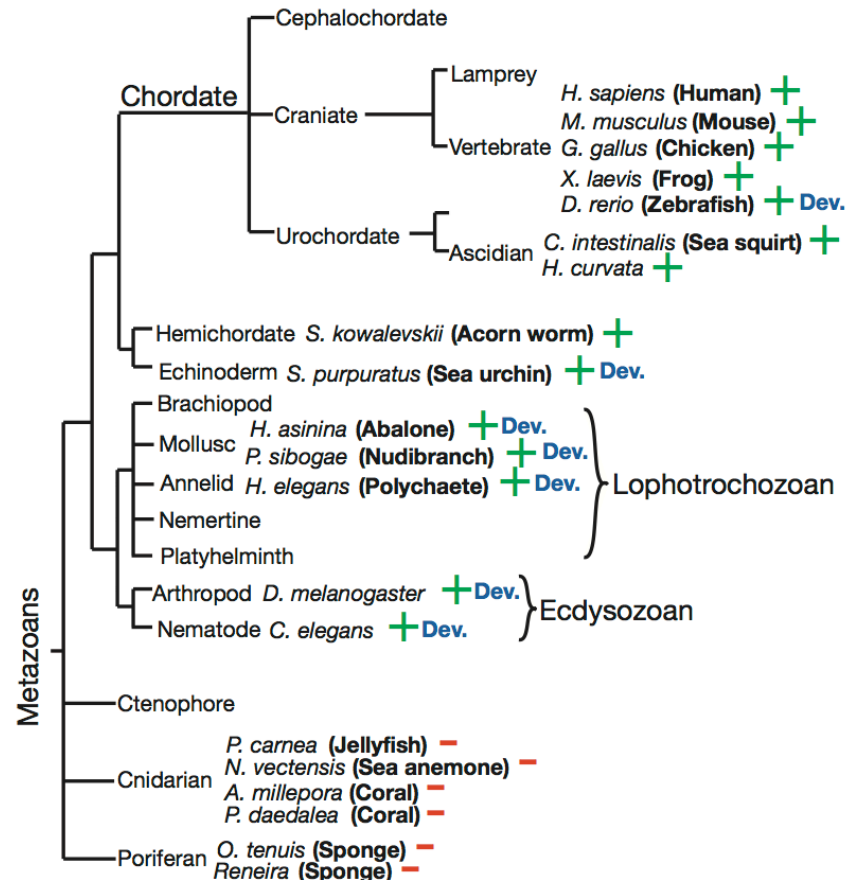 Cephalochordate
Lamprey
Chordate
H. sapiens (Human) +
Craniate
M. musculus (Mouse) +
Vertebrate G. gallus (Chicken) +
X. laevis (Frog) +
D. rerio (Zebrafish) + Dev.
Urochordate
Ascidian C. intestinalis (Sea squirt) +
H. curvata +
Hemichordate S. kowalevskii (Acorn worm) +
Echinoderm S. purpuratus (Sea urchin) + Dev.
Brachiopod
Mollusc H. asinina (Abalone) + Dev.
P. sibogae (Nudibranch) + Dev.
Annelid H. elegans (Polychaete) + Dev.
Lophotrochozoan
Nemertine
Platyhelminth
Arthropod D. melanogaster + Dev.
Ecdysozoan
Nematode C. elegans + Dev.
Metazoans
Ctenophore
P. carnea (Jellyfish) -
N. vectensis (Sea anemone) -
Cnidarian
A. millepora (Coral) -
P. daedalea (Coral) -
Poriferan O. tenuis (Sponge) -
Reneira (Sponge) -